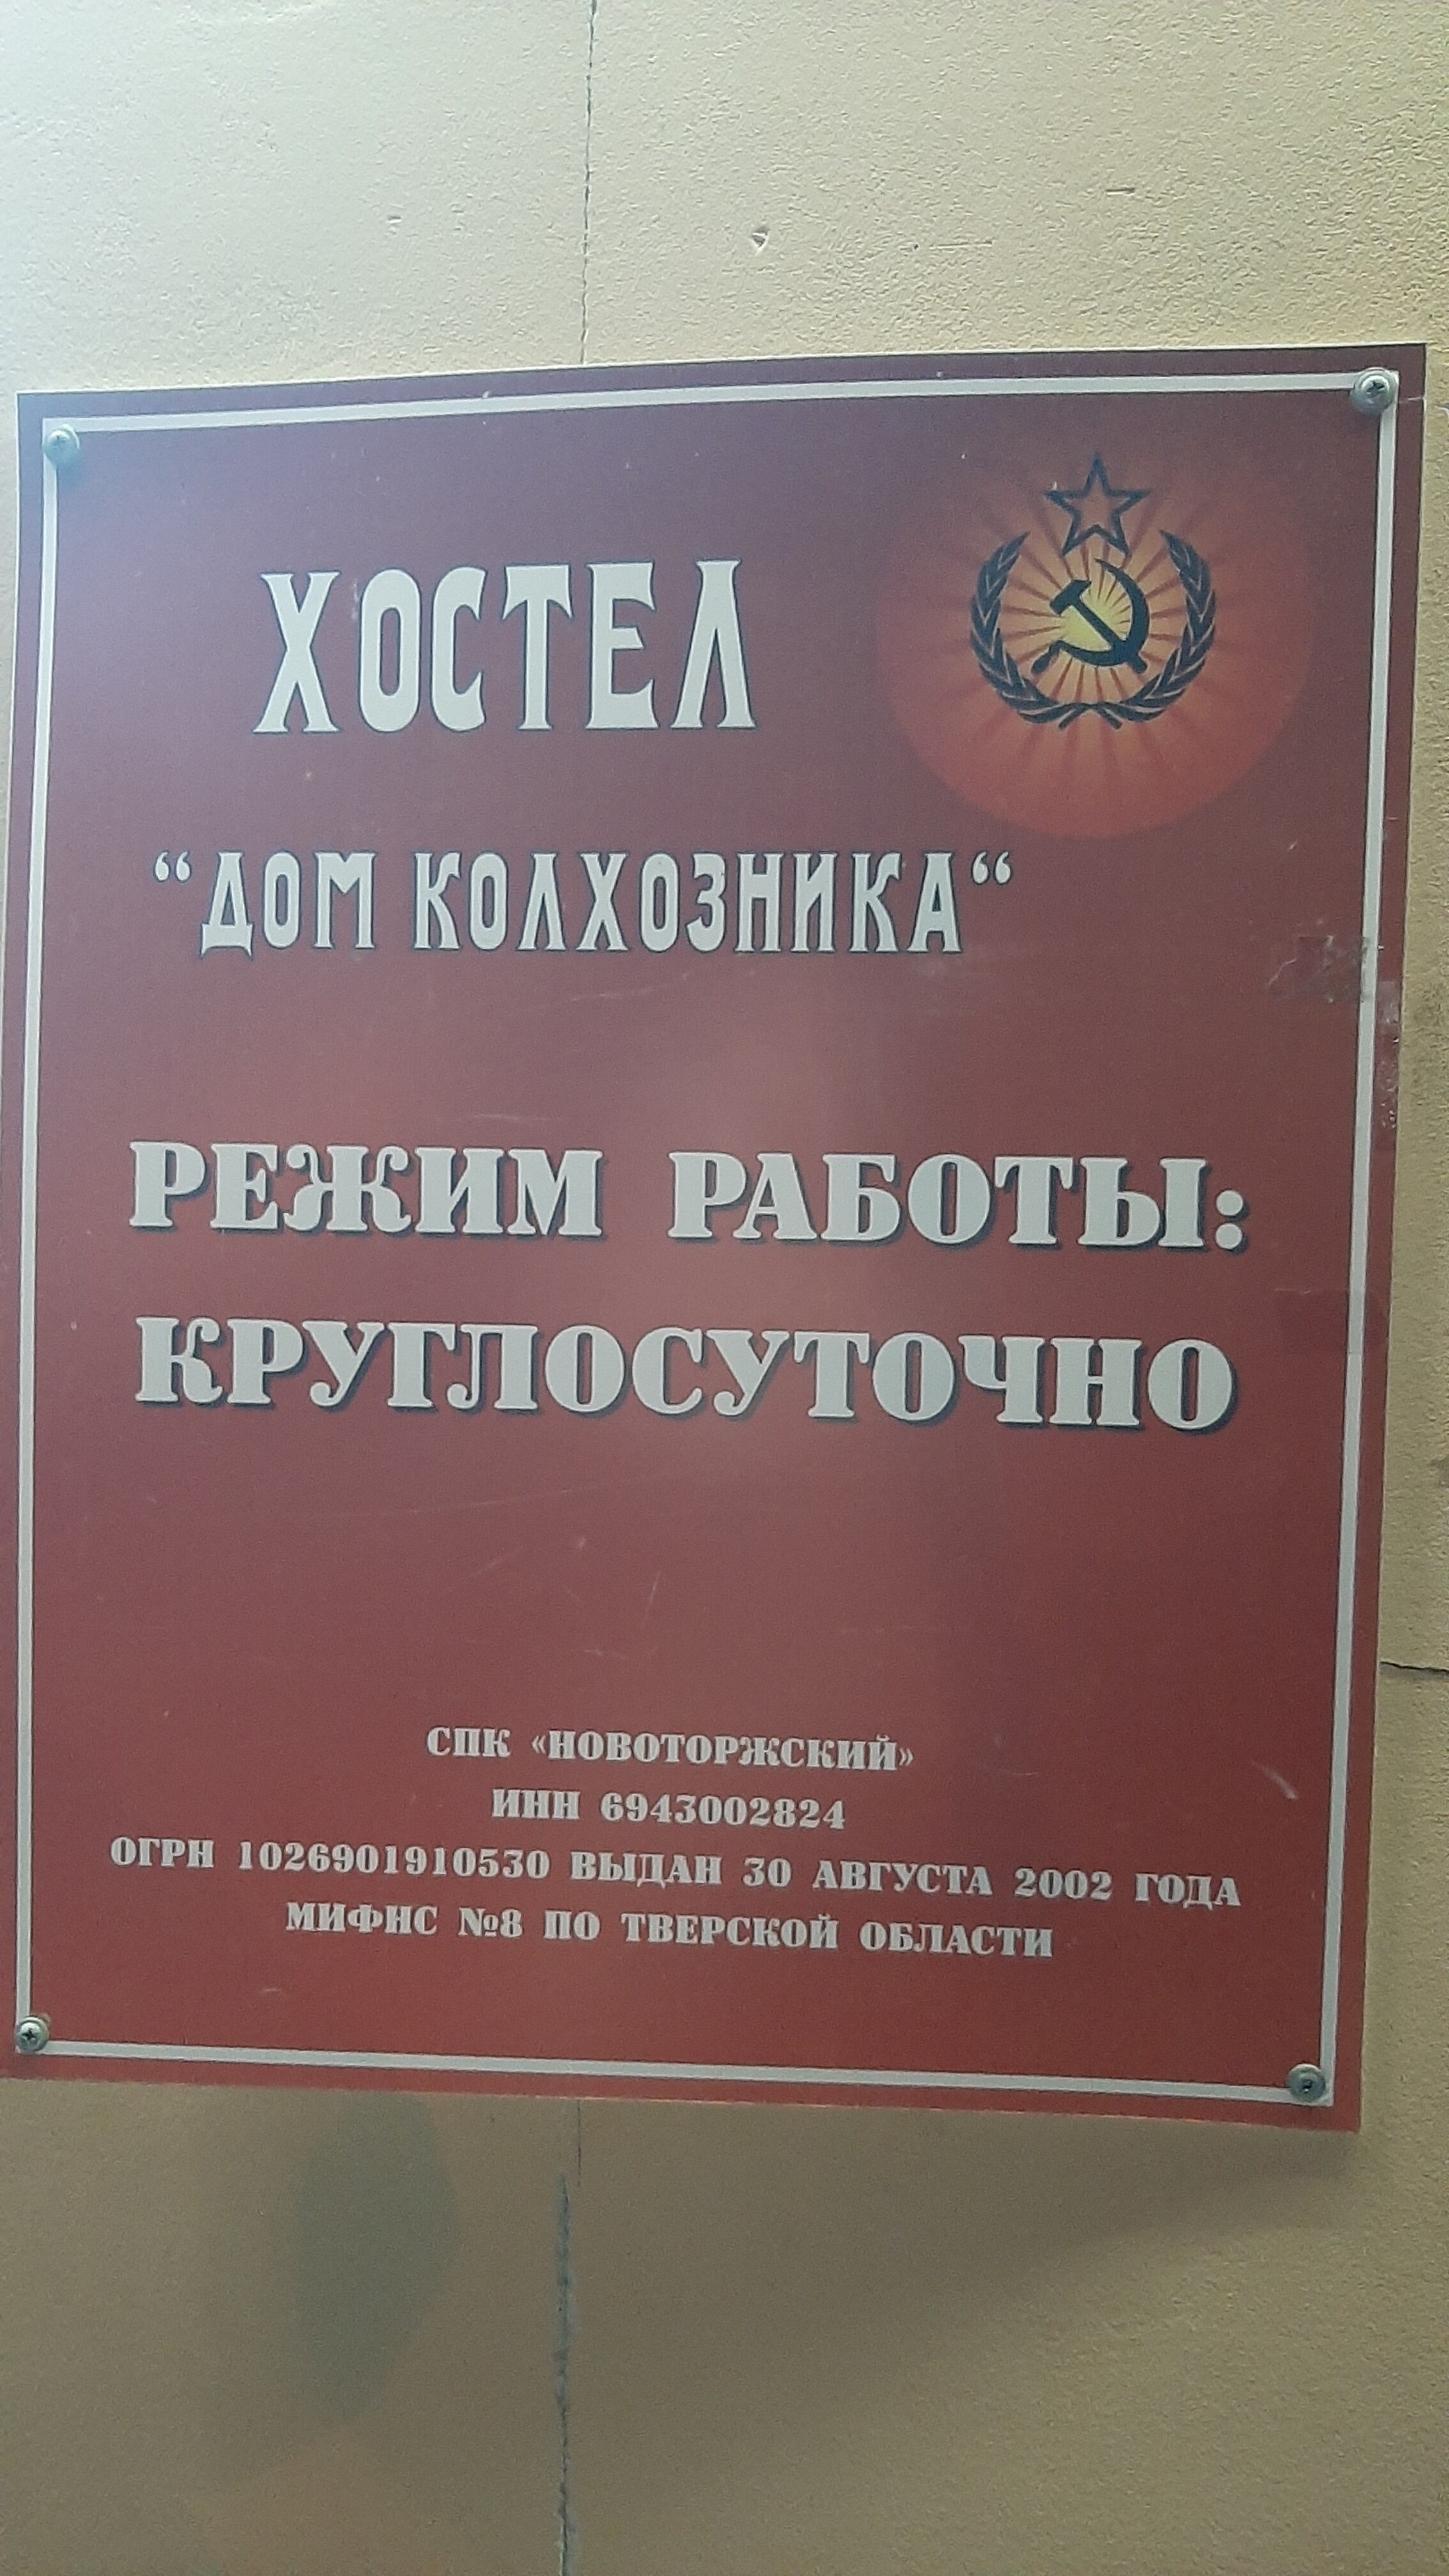 ХОСТЕЛ
“ДОМ КОЛХОЗНИКА“
РЕЖИМ РАБОТЫ:
КРУГЛОСУТОЧНО
СПК «НОВОТОРЖСКИЙ»
ИНН 6943002824
ОГРН 1026901910530 ВЫДАН 30 АВГУСТА 2002 ГОДА
МИФНС №8 ПО ТВЕРСКОЙ ОБЛАСТИ